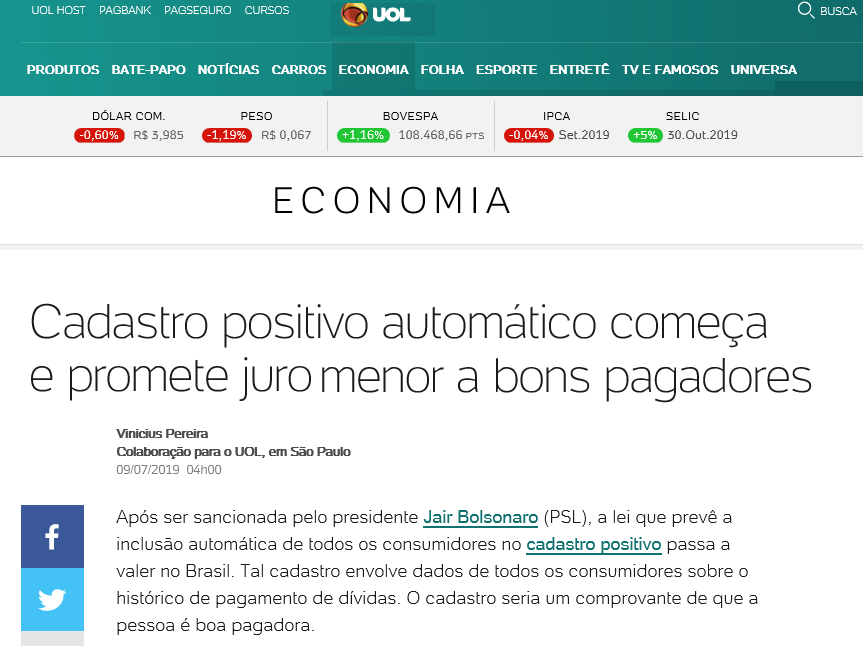 UOL HOST PAGBANK PAGSEGURO CURSOS UOL BUSCA
PRODUTOS BATE-PAPO NOTÍCIAS CARROS ECONOMIA FOLHA ESPORTE ENTRETÊ TV E FAMOSOS UNIVERSA
DÓLAR COM. PESO BOVESPA IPCA SELIC
-0,60% R$ 3,985 -1,19% R$ 0,067 +1,16% 108.468,66 PTS -0,04% Set.2019 +5% 30.Out.2019
ECONOMIA
Cadastro positivo automático começa
e promete juro menor a bons pagadores
Vinicius Pereira
Colaboração para o UOL, em São Paulo
09/07/2019 04h00
Após ser sancionada pelo presidente Jair Bolsonaro (PSL), a lei que prevê a
inclusão automática de todos os consumidores no cadastro positivo passa a
valer no Brasil. Tal cadastro envolve dados de todos os consumidores sobre o
histórico de pagamento de dívidas. O cadastro seria um comprovante de que a
pessoa é boa pagadora.